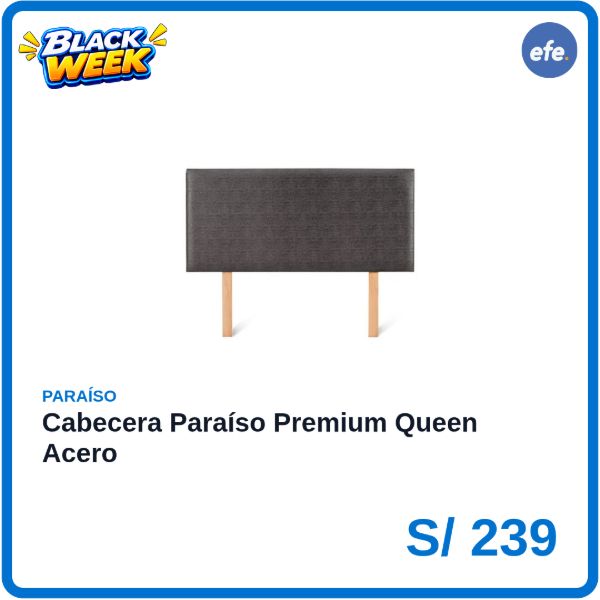 BLACK
WEEK
efe.
PARAÍSO
Cabecera Paraíso Premium Queen
Acero
S/ 239